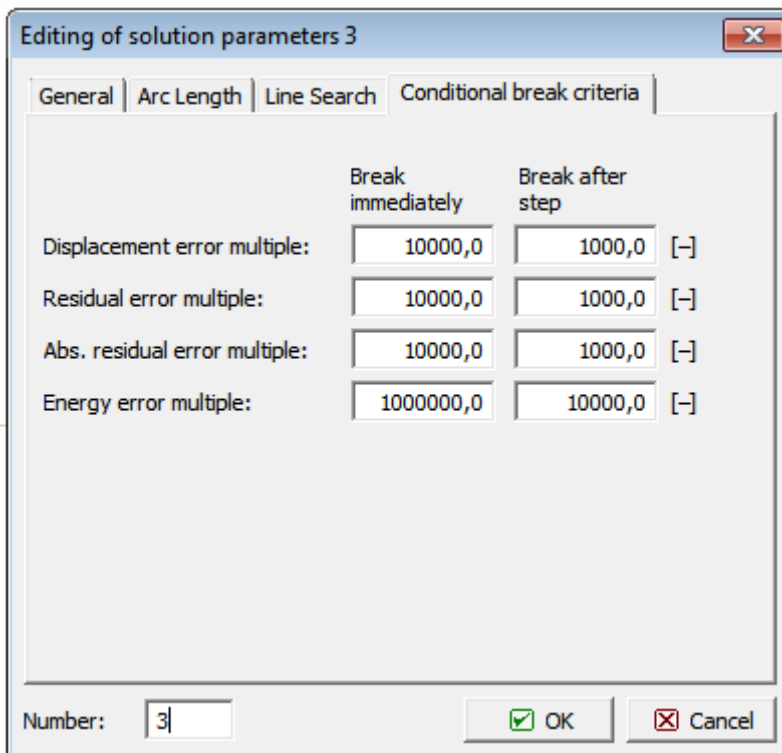 Editing of solution parameters 3
General Arc Length Line Search Conditional break criteria
Break immediately Break after step
Displacement error multiple: 10000,0 1000,0 [–]
Residual error multiple: 10000,0 1000,0 [–]
Abs. residual error multiple: 10000,0 1000,0 [–]
Energy error multiple: 1000000,0 10000,0 [–]
Number: 3 OK Cancel